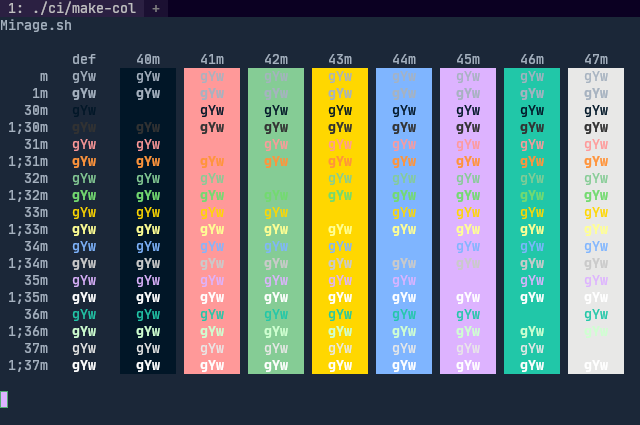 1: ./ci/make-col +
Mirage.sh
def 40m 41m 42m 43m 44m 45m 46m 47m
m gYw gYw gYw gYw gYw gYw gYw gYw gYw
1m gYw gYw gYw gYw gYw gYw gYw gYw gYw
30m gYw gYw gYw gYw gYw gYw gYw gYw
1;30m gYw gYw gYw gYw gYw gYw gYw gYw gYw
31m gYw gYw gYw gYw gYw gYw gYw gYw
1;31m gYw gYw gYw gYw gYw gYw gYw gYw gYw
32m gYw gYw gYw gYw gYw gYw gYw gYw
1;32m gYw gYw gYw gYw gYw gYw gYw gYw gYw
33m gYw gYw gYw gYw gYw gYw gYw gYw
1;33m gYw gYw gYw gYw gYw gYw gYw gYw gYw
34m gYw gYw gYw gYw gYw gYw gYw gYw
1;34m gYw gYw gYw gYw gYw gYw gYw gYw gYw
35m gYw gYw gYw gYw gYw gYw gYw gYw
1;35m gYw gYw gYw gYw gYw gYw gYw gYw gYw
36m gYw gYw gYw gYw gYw gYw gYw gYw
1;36m gYw gYw gYw gYw gYw gYw gYw gYw gYw
37m gYw gYw gYw gYw gYw gYw gYw gYw
1;37m gYw gYw gYw gYw gYw gYw gYw gYw gYw